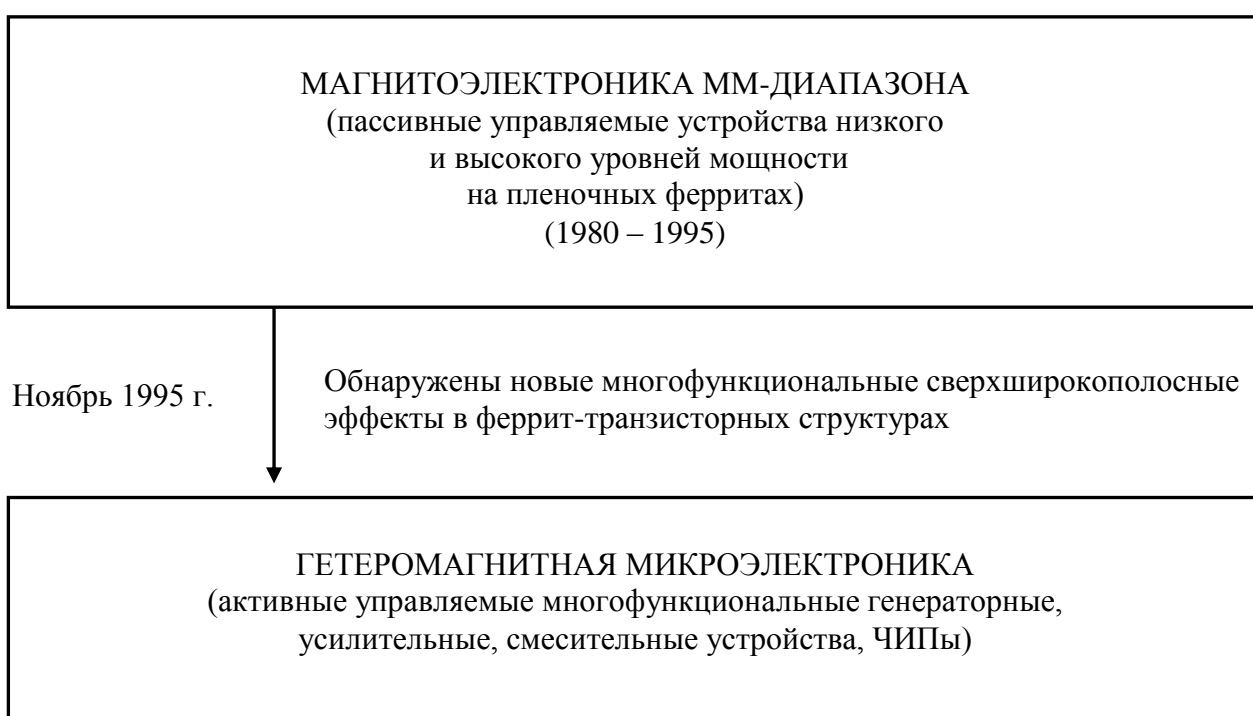 МАГНИТОЭЛЕКТРОНИКА ММ-ДИАПАЗОНА
(пассивные управляемые устройства низкого
и высокого уровней мощности
на пленочных ферритах)
(1980 – 1995)
Ноябрь 1995 г.
Обнаружены новые многофункциональные сверхширокополосные
эффекты в феррит-транзисторных структурах
ГЕТЕРОМАГНИТНАЯ МИКРОЭЛЕКТРОНИКА
(активные управляемые многофункциональные генераторные,
усилительные, смесительные устройства, ЧИПы)